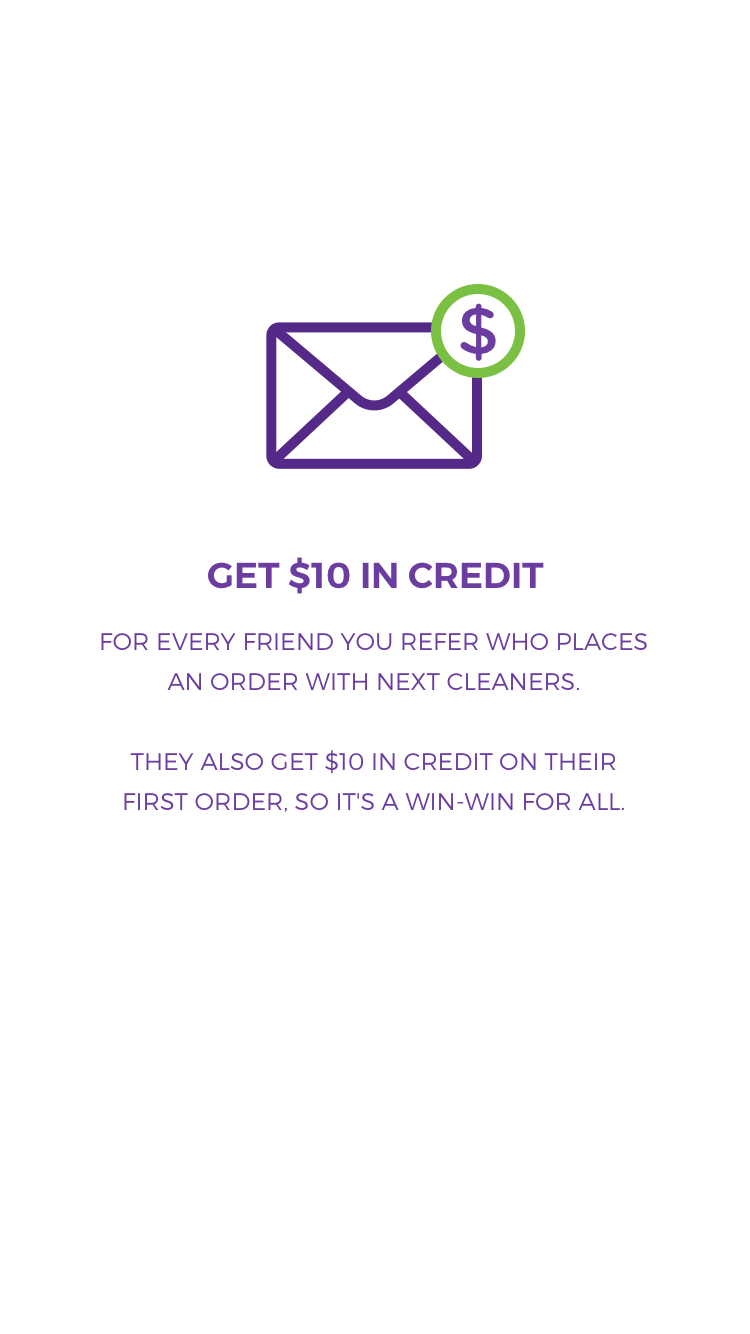 $
GET $10 IN CREDIT
FOR EVERY FRIEND YOU REFER WHO PLACES
AN ORDER WITH NEXT CLEANERS.
THEY ALSO GET $10 IN CREDIT ON THEIR
FIRST ORDER, SO IT'S A WIN-WIN FOR ALL.